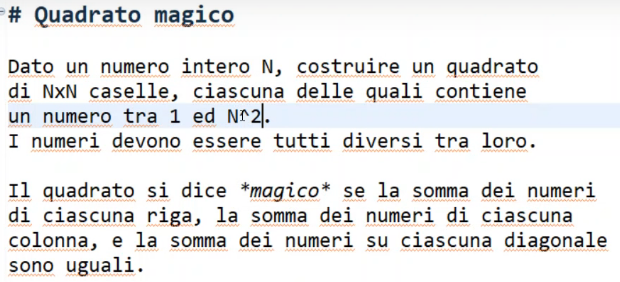 # Quadrato magico
Dato un numero intero N, costruire un quadrato
di NxN caselle, ciascuna delle quali contiene
un numero tra 1 ed N^2.
I numeri devono essere tutti diversi tra loro.
Il quadrato si dice *magico* se la somma dei numeri
di ciascuna riga, la somma dei numeri di ciascuna
colonna, e la somma dei numeri su ciascuna diagonale
sono uguali.